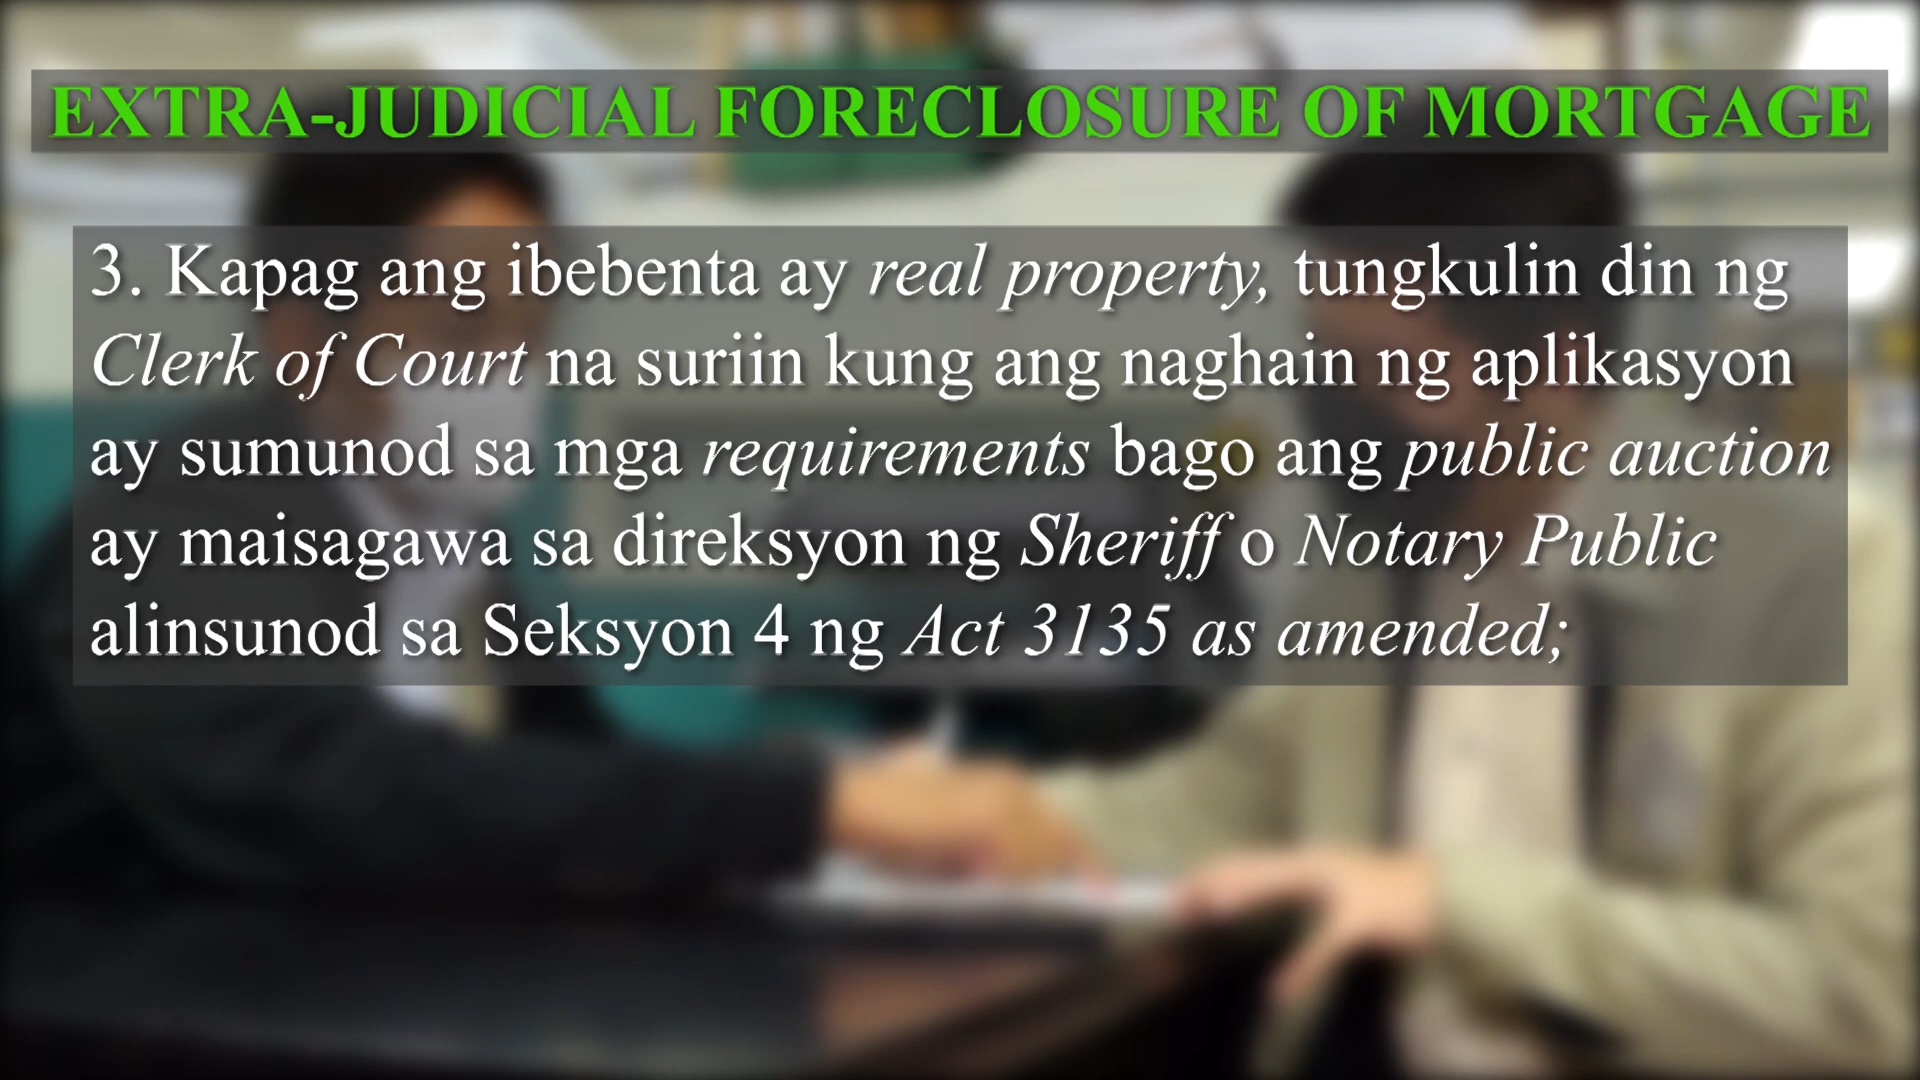 EXTRA-JUDICIAL FORECLOSURE OF MORTGAGE
3. Kapag ang ibebenta ay real property, tungkulin din ng
Clerk of Court na suriin kung ang naghain ng aplikasyon
ay sumunod sa mga requirements bago ang public auction
ay maisagawa sa direksyon ng Sheriff o Notary Public
alinsunod sa Seksyon 4 ng Act 3135 as amended;